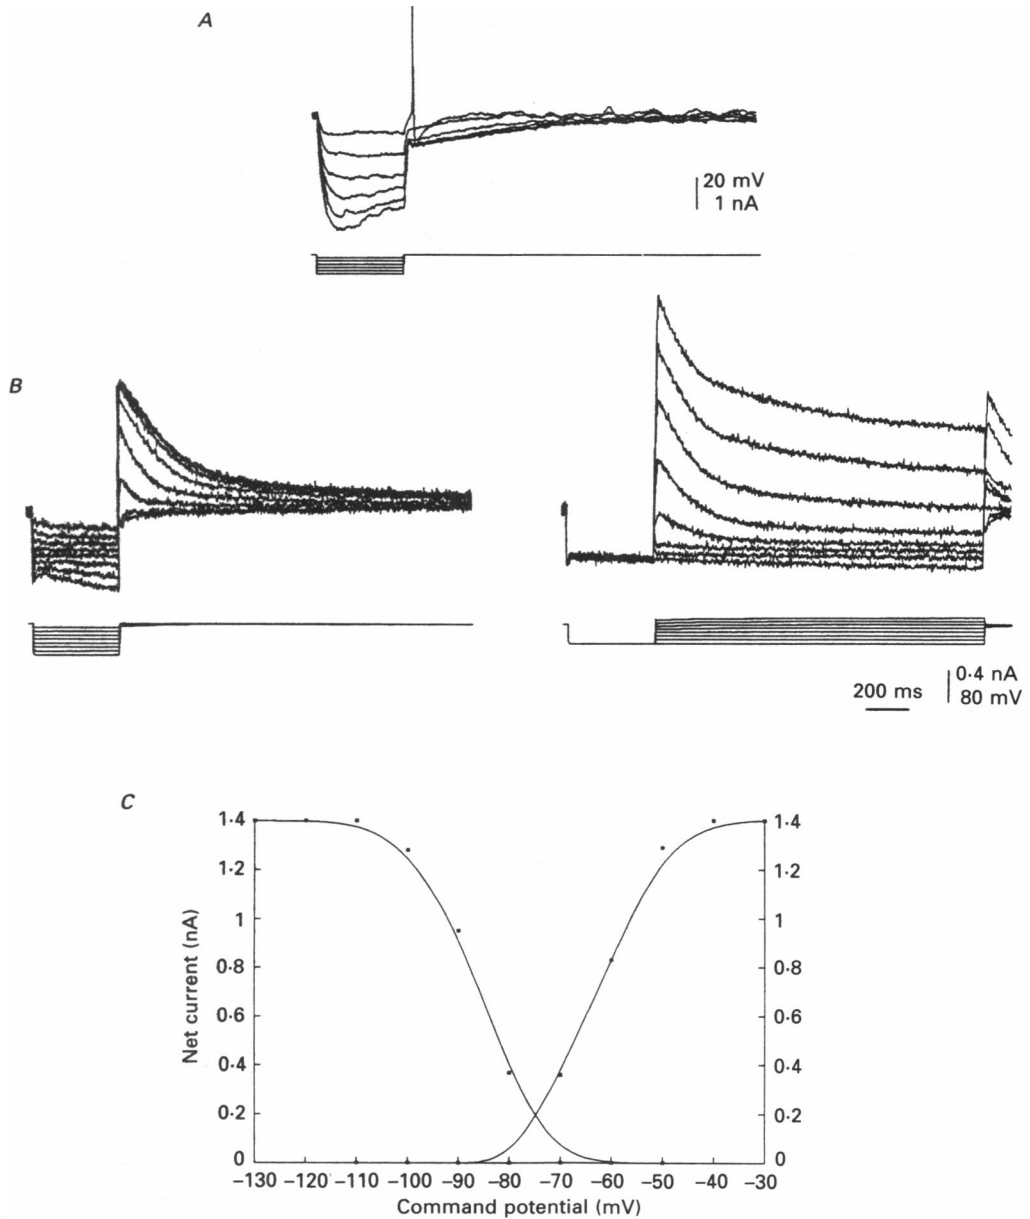 A
20 mV
1 nA
B
0·4 nA
200 ms
80 mV
C
1·4 1·4
1·2 1·2
1 1
0·8 0·8
0·6 0·6
0·4 0·4
0·2 0·2
0 0
Net current (nA)
−130 −120 −110 −100 −90 −80 −70 −60 −50 −40 −30
Command potential (mV)